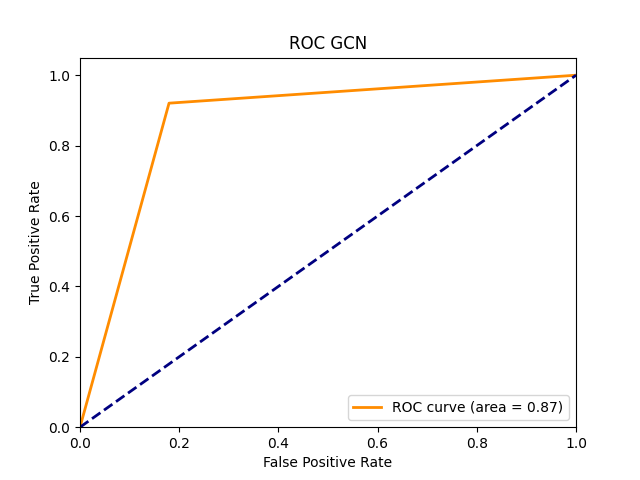 ROC GCN
1.0
0.8
0.6
0.4
0.2
0.0
True Positive Rate
ROC curve (area = 0.87)
0.0 0.2 0.4 0.6 0.8 1.0
False Positive Rate